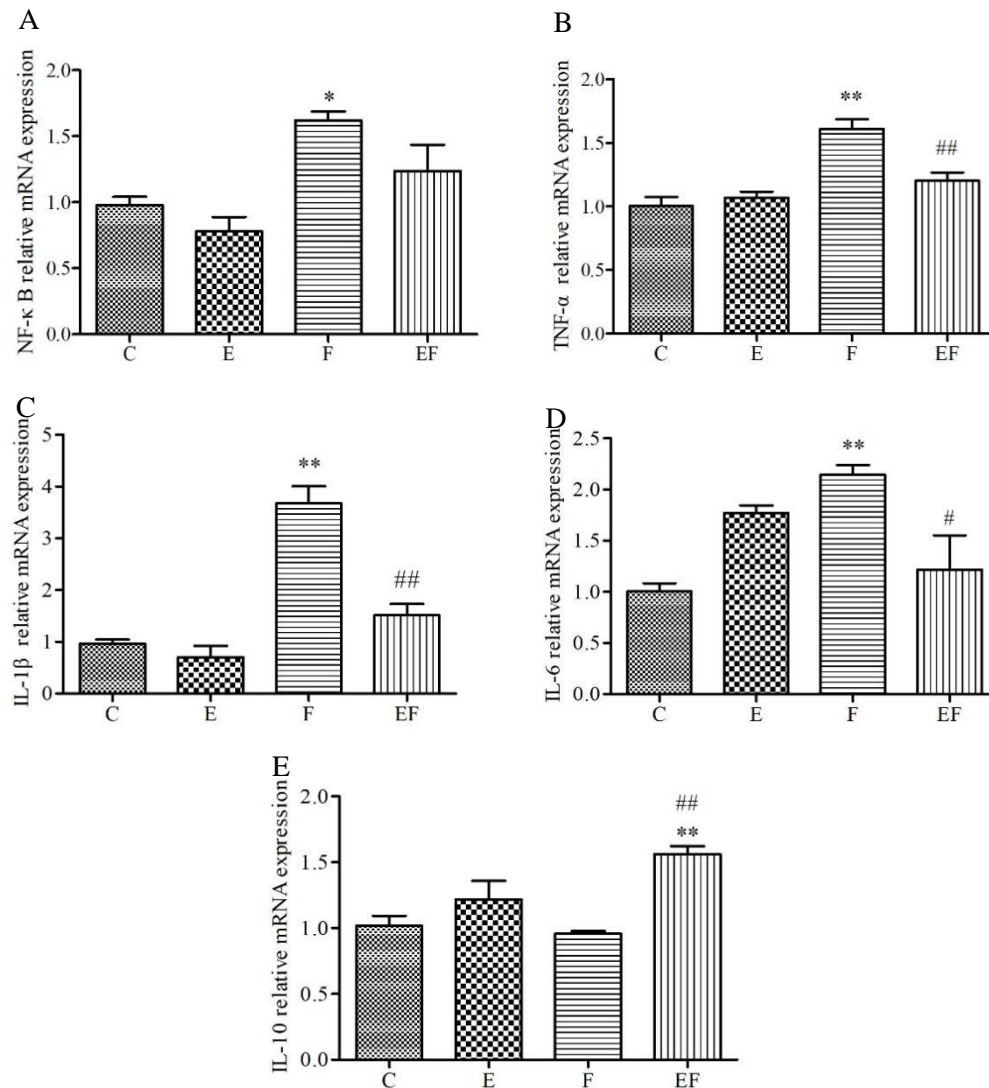 A
NF-κ B relative mRNA expression
2.0
1.5
1.0
0.5
0.0
*
C E F EF
B
TNF-α relative mRNA expression
2.0
1.5
1.0
0.5
0.0
**
##
C E F EF
C
IL-1β relative mRNA expression
5
4
3
2
1
0
**
##
C E F EF
D
IL-6 relative mRNA expression
2.5
2.0
1.5
1.0
0.5
0.0
**
#
C E F EF
E
IL-10 relative mRNA expression
2.0
1.5
1.0
0.5
0.0
##
**
C E F EF